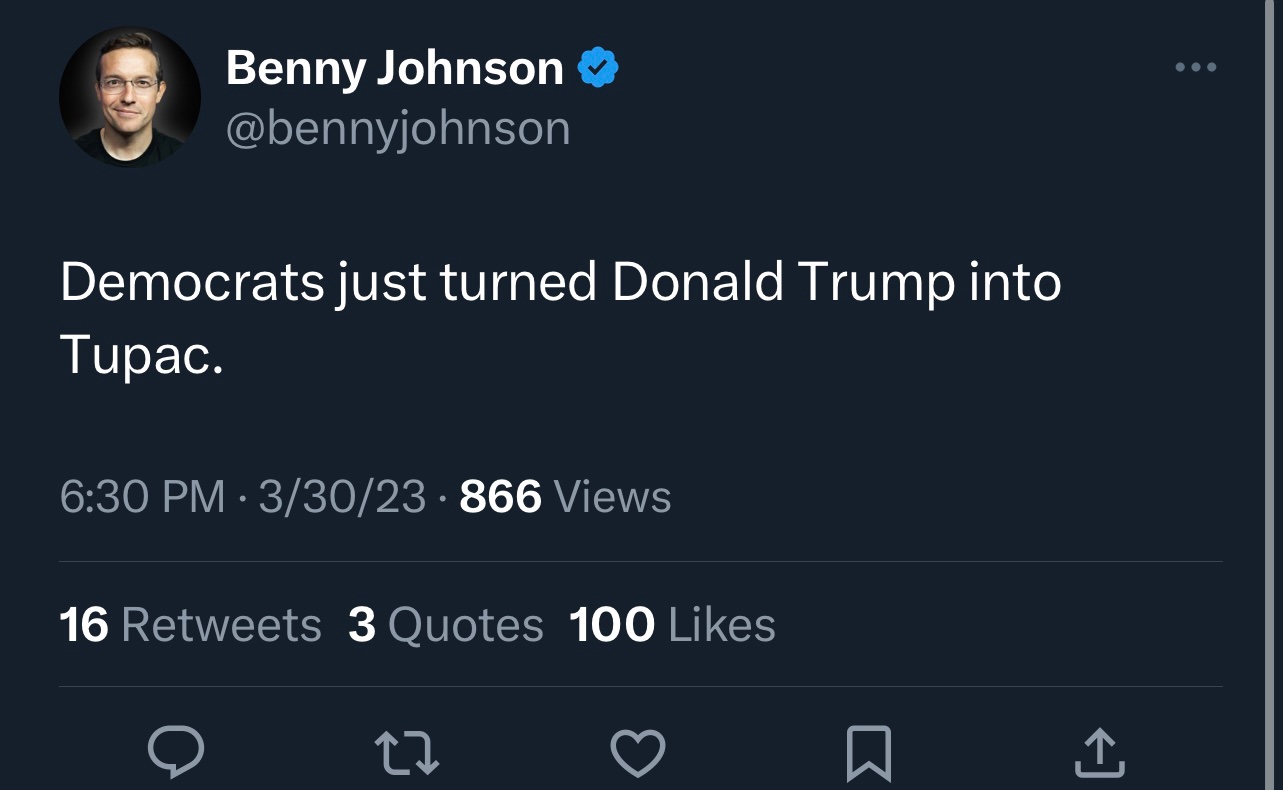 Benny Johnson
@bennyjohnson
Democrats just turned Donald Trump into
Tupac.
6:30 PM · 3/30/23 · 866 Views
16 Retweets 3 Quotes 100 Likes